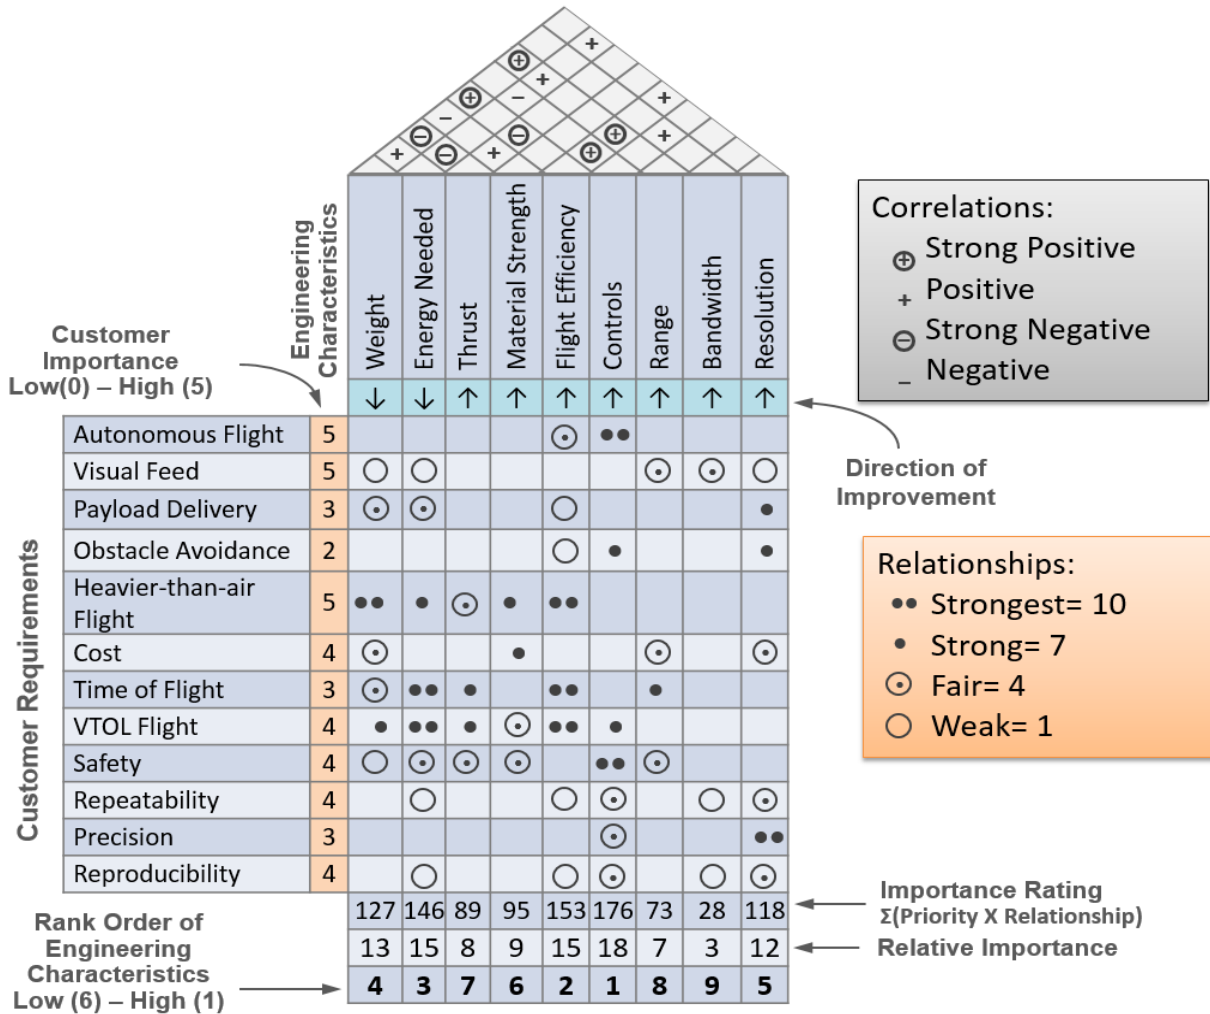 Engineering
Characteristics
Weight
Energy Needed
Thrust
Material Strength
Flight Efficiency
Controls
Range
Bandwidth
Resolution
Correlations:
⊕ Strong Positive
+ Positive
⊖ Strong Negative
− Negative
Customer
Importance
Low(0) – High (5)
↓ ↓ ↑ ↑ ↑ ↑ ↑ ↑ ↑
Direction of
Improvement
Customer Requirements
Autonomous Flight 5
Visual Feed 5
Payload Delivery 3
Obstacle Avoidance 2
Heavier-than-air
Flight 5
Cost 4
Time of Flight 3
VTOL Flight 4
Safety 4
Repeatability 4
Precision 3
Reproducibility 4
Relationships:
●● Strongest= 10
● Strong= 7
⊙ Fair= 4
○ Weak= 1
127 146 89 95 153 176 73 28 118
Importance Rating
Σ(Priority X Relationship)
13 15 8 9 15 18 7 3 12
Relative Importance
Rank Order of
Engineering
Characteristics
Low (6) – High (1)
4 3 7 6 2 1 8 9 5